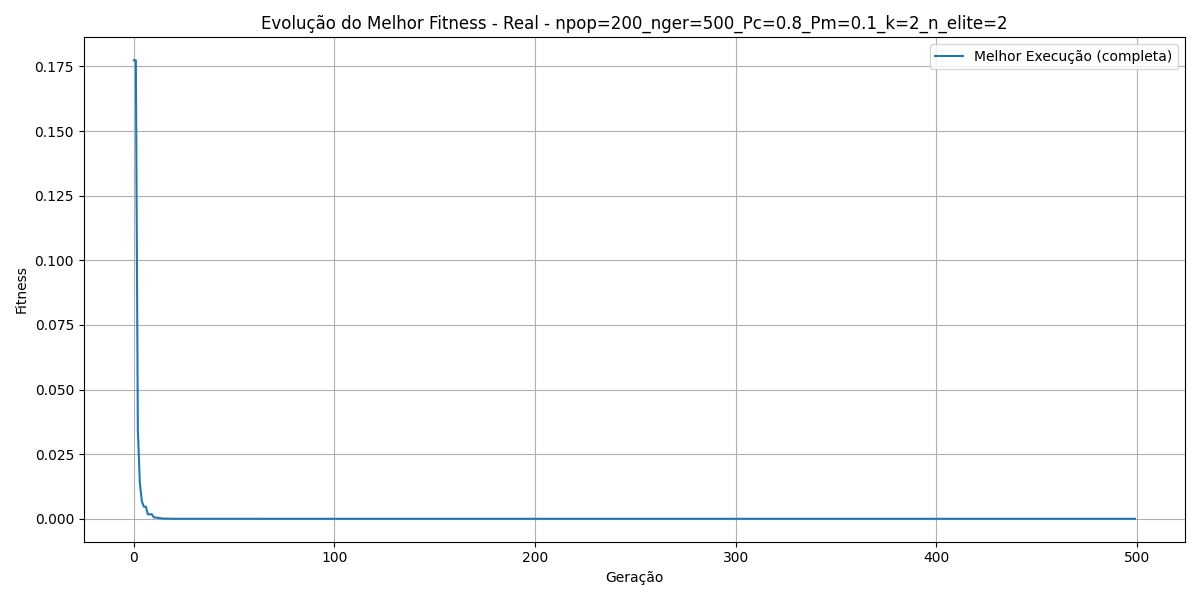 Evolução do Melhor Fitness - Real - npop=200_nger=500_Pc=0.8_Pm=0.1_k=2_n_elite=2
Melhor Execução (completa)
0.175
0.150
0.125
0.100
0.075
0.050
0.025
0.000
Fitness
0 100 200 300 400 500
Geração